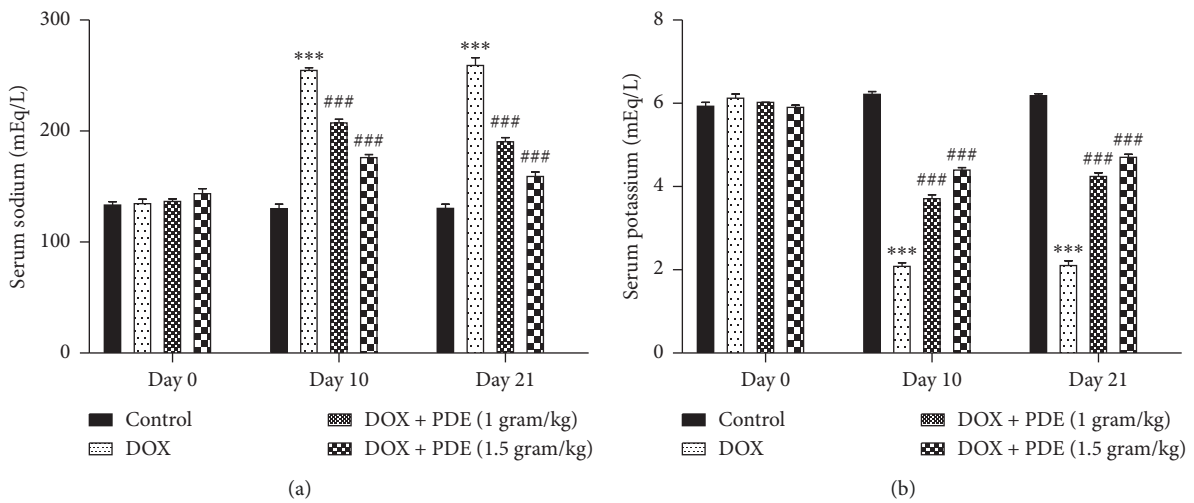 Serum sodium (mEq/L)
300
200
100
0
***
###
###
***
###
###
Day 0
Day 10
Day 21
Control
DOX
DOX + PDE (1 gram/kg)
DOX + PDE (1.5 gram/kg)
(a)
Serum potassium (mEq/L)
8
6
4
2
0
***
###
###
***
###
###
Day 0
Day 10
Day 21
Control
DOX
DOX + PDE (1 gram/kg)
DOX + PDE (1.5 gram/kg)
(b)